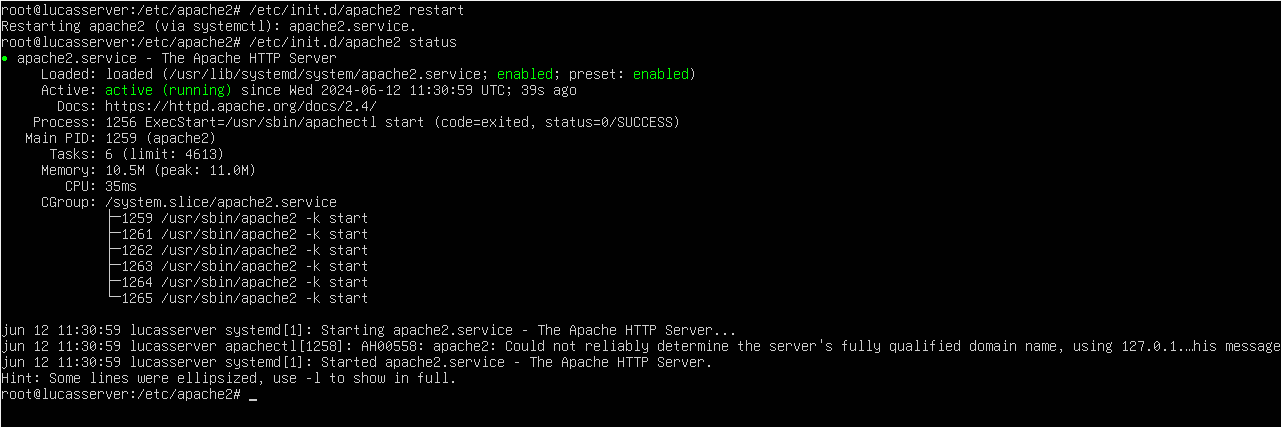 root@lucasserver:/etc/apache2# /etc/init.d/apache2 restart
Restarting apache2 (via systemctl): apache2.service.
root@lucasserver:/etc/apache2# /etc/init.d/apache2 status
● apache2.service - The Apache HTTP Server
     Loaded: loaded (/usr/lib/systemd/system/apache2.service; enabled; preset: enabled)
     Active: active (running) since Wed 2024-06-12 11:30:59 UTC; 39s ago
       Docs: https://httpd.apache.org/docs/2.4/
    Process: 1256 ExecStart=/usr/sbin/apachectl start (code=exited, status=0/SUCCESS)
   Main PID: 1259 (apache2)
      Tasks: 6 (limit: 4613)
     Memory: 10.5M (peak: 11.0M)
        CPU: 35ms
     CGroup: /system.slice/apache2.service
             ├─1259 /usr/sbin/apache2 -k start
             ├─1261 /usr/sbin/apache2 -k start
             ├─1262 /usr/sbin/apache2 -k start
             ├─1263 /usr/sbin/apache2 -k start
             ├─1264 /usr/sbin/apache2 -k start
             └─1265 /usr/sbin/apache2 -k start
jun 12 11:30:59 lucasserver systemd[1]: Starting apache2.service - The Apache HTTP Server...
jun 12 11:30:59 lucasserver apachectl[1258]: AH00558: apache2: Could not reliably determine the server's fully qualified domain name, using 127.0.1.…his message
jun 12 11:30:59 lucasserver systemd[1]: Started apache2.service - The Apache HTTP Server.
Hint: Some lines were ellipsized, use -l to show in full.
root@lucasserver:/etc/apache2# _